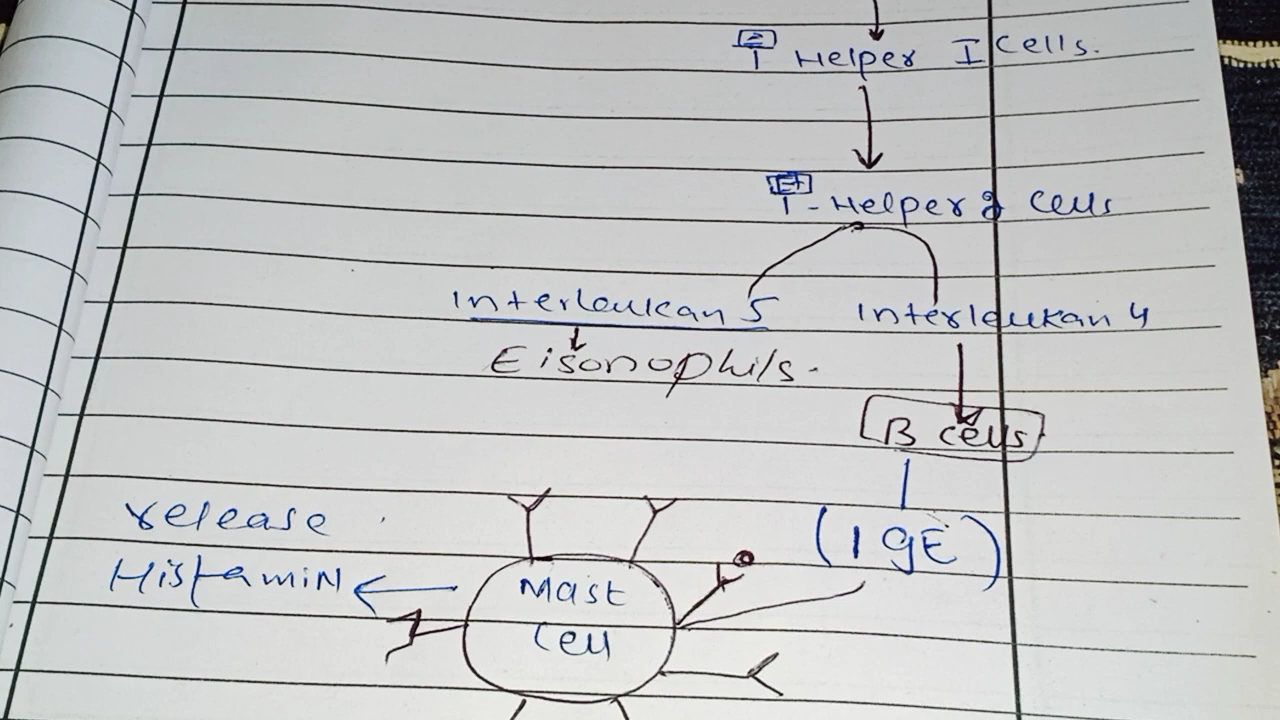 T Helper I Cells.
T-Helper 2 Cells
Interleukan 5 Interleukan 4
Eisonophils.
B cells
release
(IgE)
HistamiN
Mast
Cell